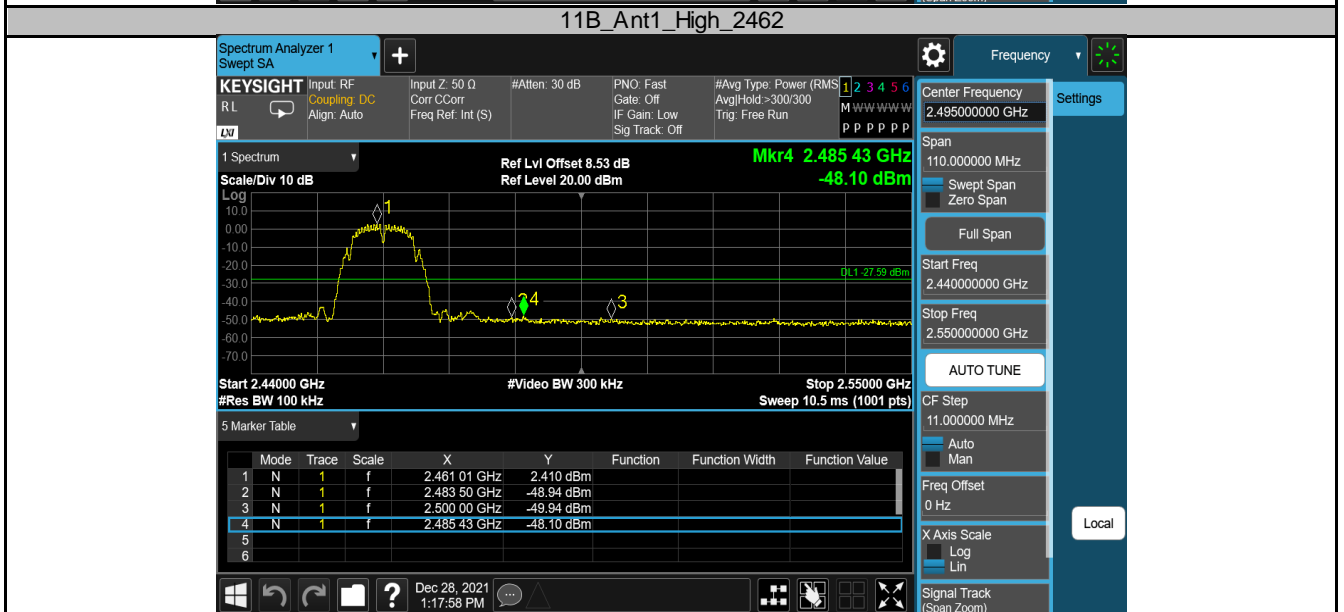 11B_Ant1_High_2462
Spectrum Analyzer 1
Swept SA
+
Frequency
KEYSIGHT
R L
LXI
Input: RF
Coupling: DC
Align: Auto
Input Z: 50 Ω
Corr CCorr
Freq Ref: Int (S)
#Atten: 30 dB
PNO: Fast
Gate: Off
IF Gain: Low
Sig Track: Off
#Avg Type: Power (RMS
Avg|Hold:>300/300
Trig: Free Run
1 2 3 4 5 6
M W W W W W
P P P P P P
1 Spectrum
Scale/Div 10 dB
Ref Lvl Offset 8.53 dB
Ref Level 20.00 dBm
Mkr4 2.485 43 GHz
-48.10 dBm
Log
10.0
0.00
-10.0
-20.0
-30.0
-40.0
-50.0
-60.0
-70.0
1
4
3
DL1 -27.59 dBm
Start 2.44000 GHz
#Res BW 100 kHz
#Video BW 300 kHz
Stop 2.55000 GHz
Sweep 10.5 ms (1001 pts)
5 Marker Table
Mode Trace Scale X Y Function Function Width Function Value
1 N 1 f 2.461 01 GHz 2.410 dBm
2 N 1 f 2.483 50 GHz -48.94 dBm
3 N 1 f 2.500 00 GHz -49.94 dBm
4 N 1 f 2.485 43 GHz -48.10 dBm
5
6
?
Dec 28, 2021
1:17:58 PM
Center Frequency
2.495000000 GHz
Span
110.000000 MHz
Swept Span
Zero Span
Full Span
Start Freq
2.440000000 GHz
Stop Freq
2.550000000 GHz
AUTO TUNE
CF Step
11.000000 MHz
Auto
Man
Freq Offset
0 Hz
X Axis Scale
Log
Lin
Signal Track
(Span Zoom)
Settings
Local